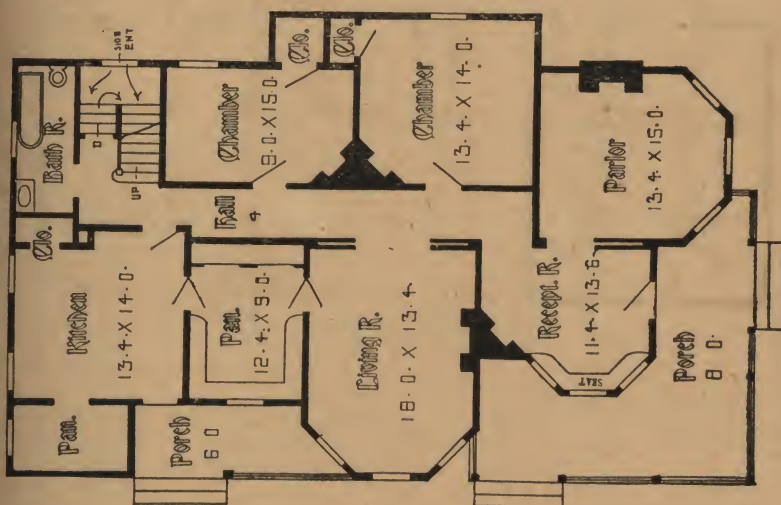 Pan.
Kitchen
13.4 X 14.0.
Clo.
Bath R.
SIDE
ENT
D
UP
Porch
6 0
Pan.
12.4 X 9.0.
Hall
4
Chamber
9.0 X 15.0.
Clo.
Clo.
Living R.
18.0 X 13.4
Chamber
13.4 X 14.0.
Recept. R.
11.4 X 13.6
SEAT
Parlor
13.4 X 15.0.
Porch
8 0.